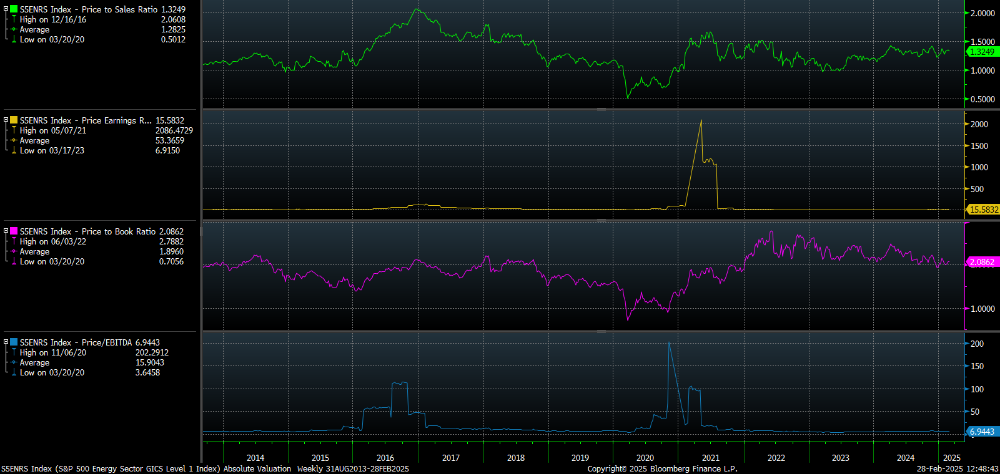 S5ENRS Index - Price to Sales Ratio 1.3249
High on 12/16/16 2.0608
Average 1.2825
Low on 03/20/20 0.5012
2.0000
1.5000
1.3249
1.0000
0.5000
S5ENRS Index - Price Earnings R... 15.5832
High on 05/07/21 2086.4729
Average 53.3659
Low on 03/17/23 6.9150
2000
1500
1000
500
15.5832
S5ENRS Index - Price to Book Ratio 2.0862
High on 06/03/22 2.7882
Average 1.8960
Low on 03/20/20 0.7056
2.0862
1.0000
S5ENRS Index - Price/EBITDA 6.9443
High on 11/06/20 202.2912
Average 15.9043
Low on 03/20/20 3.6458
200
150
100
50
6.9443
2014 2015 2016 2017 2018 2019 2020 2021 2022 2023 2024 2025
S5ENRS Index (S&P 500 Energy Sector GICS Level 1 Index) Absolute Valuation Weekly 31AUG2013-28FEB2025 Copyright© 2025 Bloomberg Finance L.P. 28-Feb-2025 12:48:43